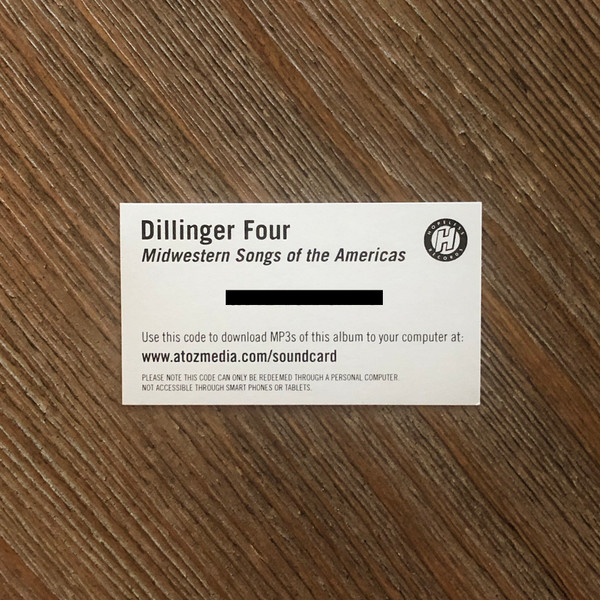 Dillinger Four
Midwestern Songs of the Americas
HOPELESS
RECORDS
H
Use this code to download MP3s of this album to your computer at:
www.atozmedia.com/soundcard
PLEASE NOTE THIS CODE CAN ONLY BE REDEEMED THROUGH A PERSONAL COMPUTER.
NOT ACCESSIBLE THROUGH SMART PHONES OR TABLETS.